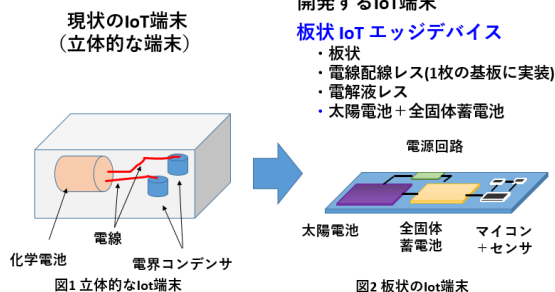 現状のIoT端末
（立体的な端末）
化学電池
電線
電界コンデンサ
図1 立体的なIot端末
開発するIoT端末
板状 IoT エッジデバイス
・板状
・電線配線レス(1枚の基板に実装)
・電解液レス
・太陽電池＋全固体蓄電池
電源回路
太陽電池
全固体
蓄電池
マイコン
＋センサ
図2 板状のIot端末